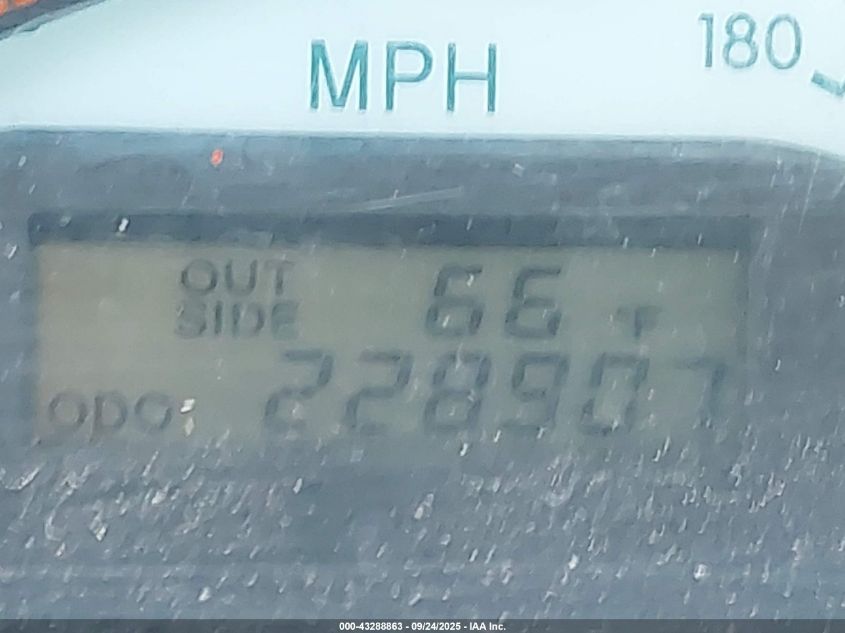 MPH
180
OUT
SIDE 66 °F
ODO 228907
000-43288863 - 09/24/2025 - IAA Inc.